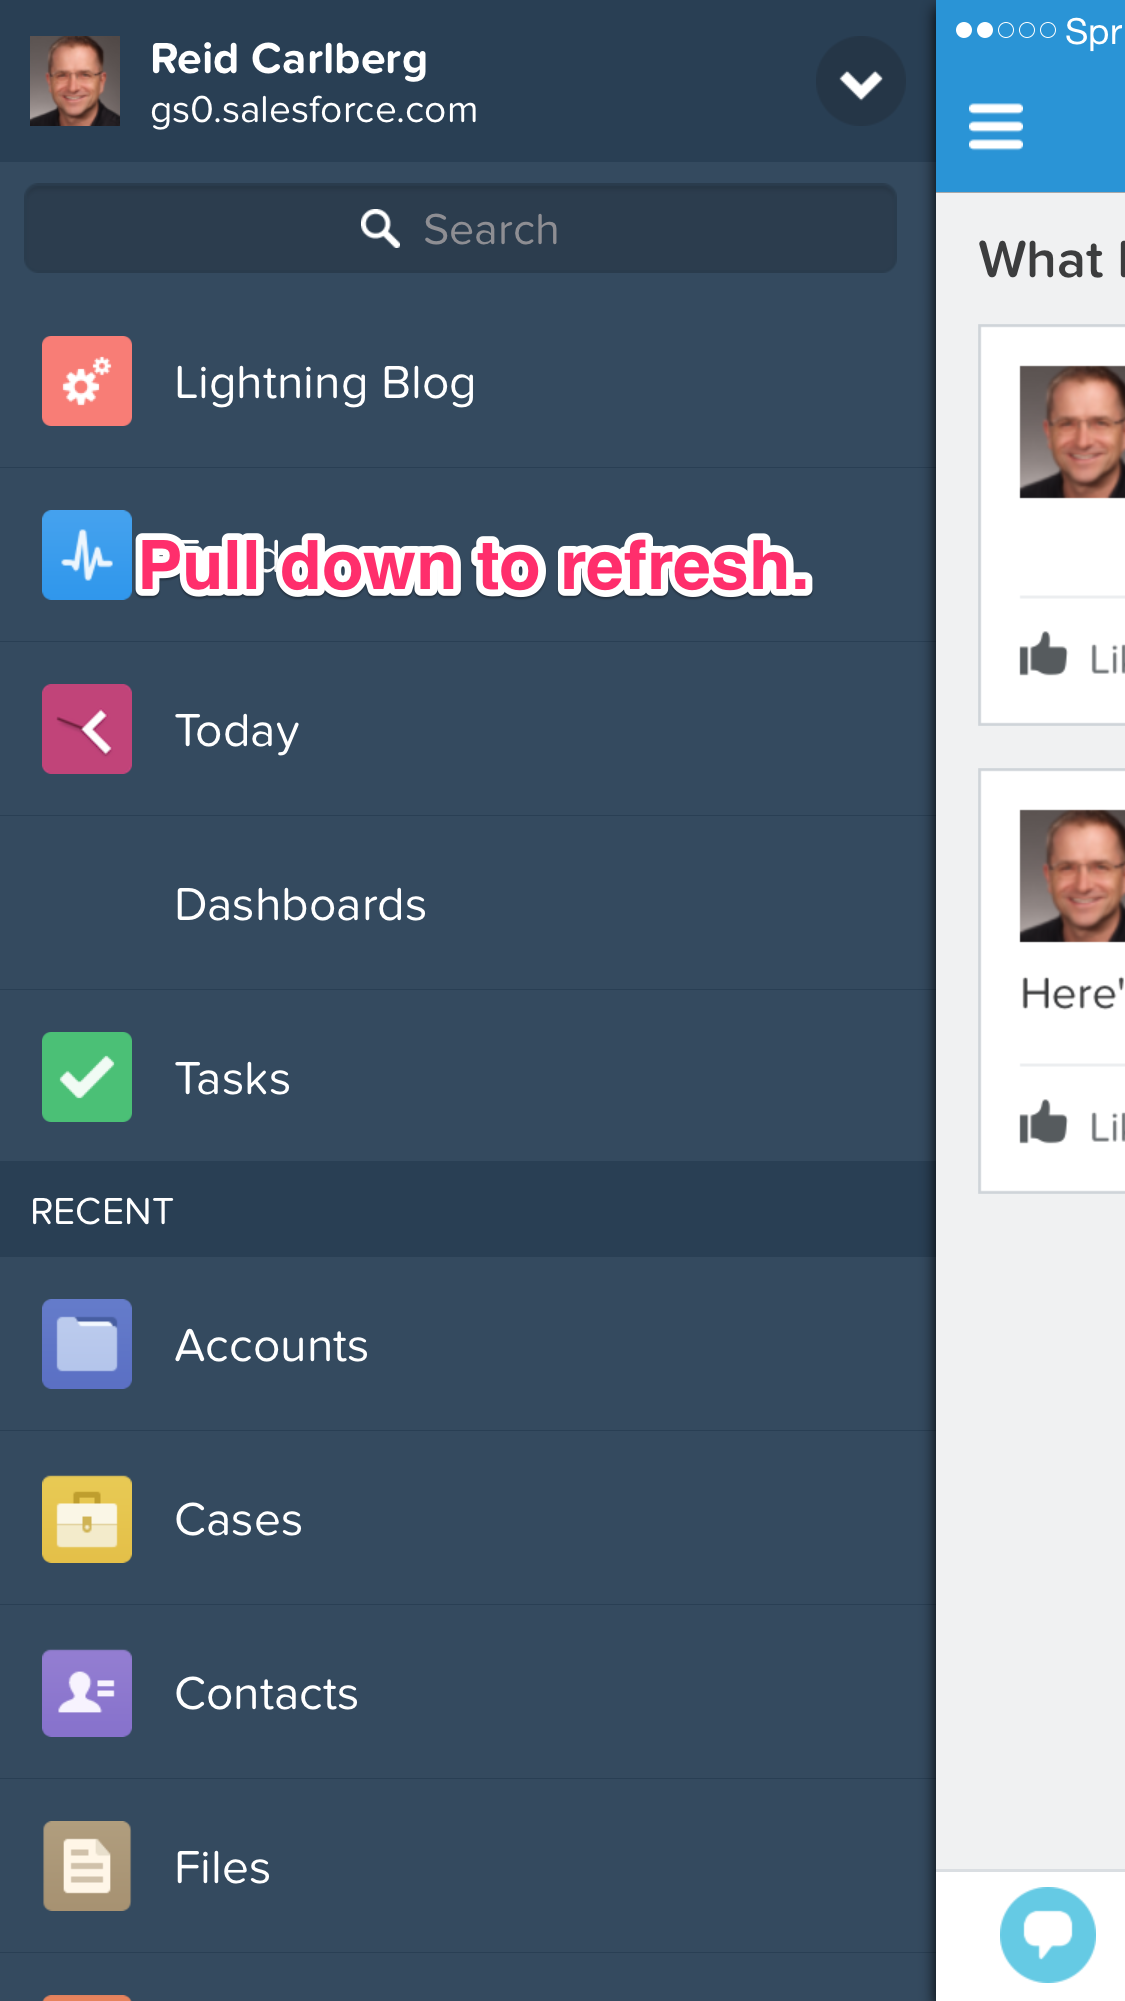 Reid Carlberg
gs0.salesforce.com
Search
Lightning Blog
Pull down to refresh.
Today
Dashboards
Tasks
RECENT
Accounts
Cases
Contacts
Files
Spr
What
Li
Here'
Li